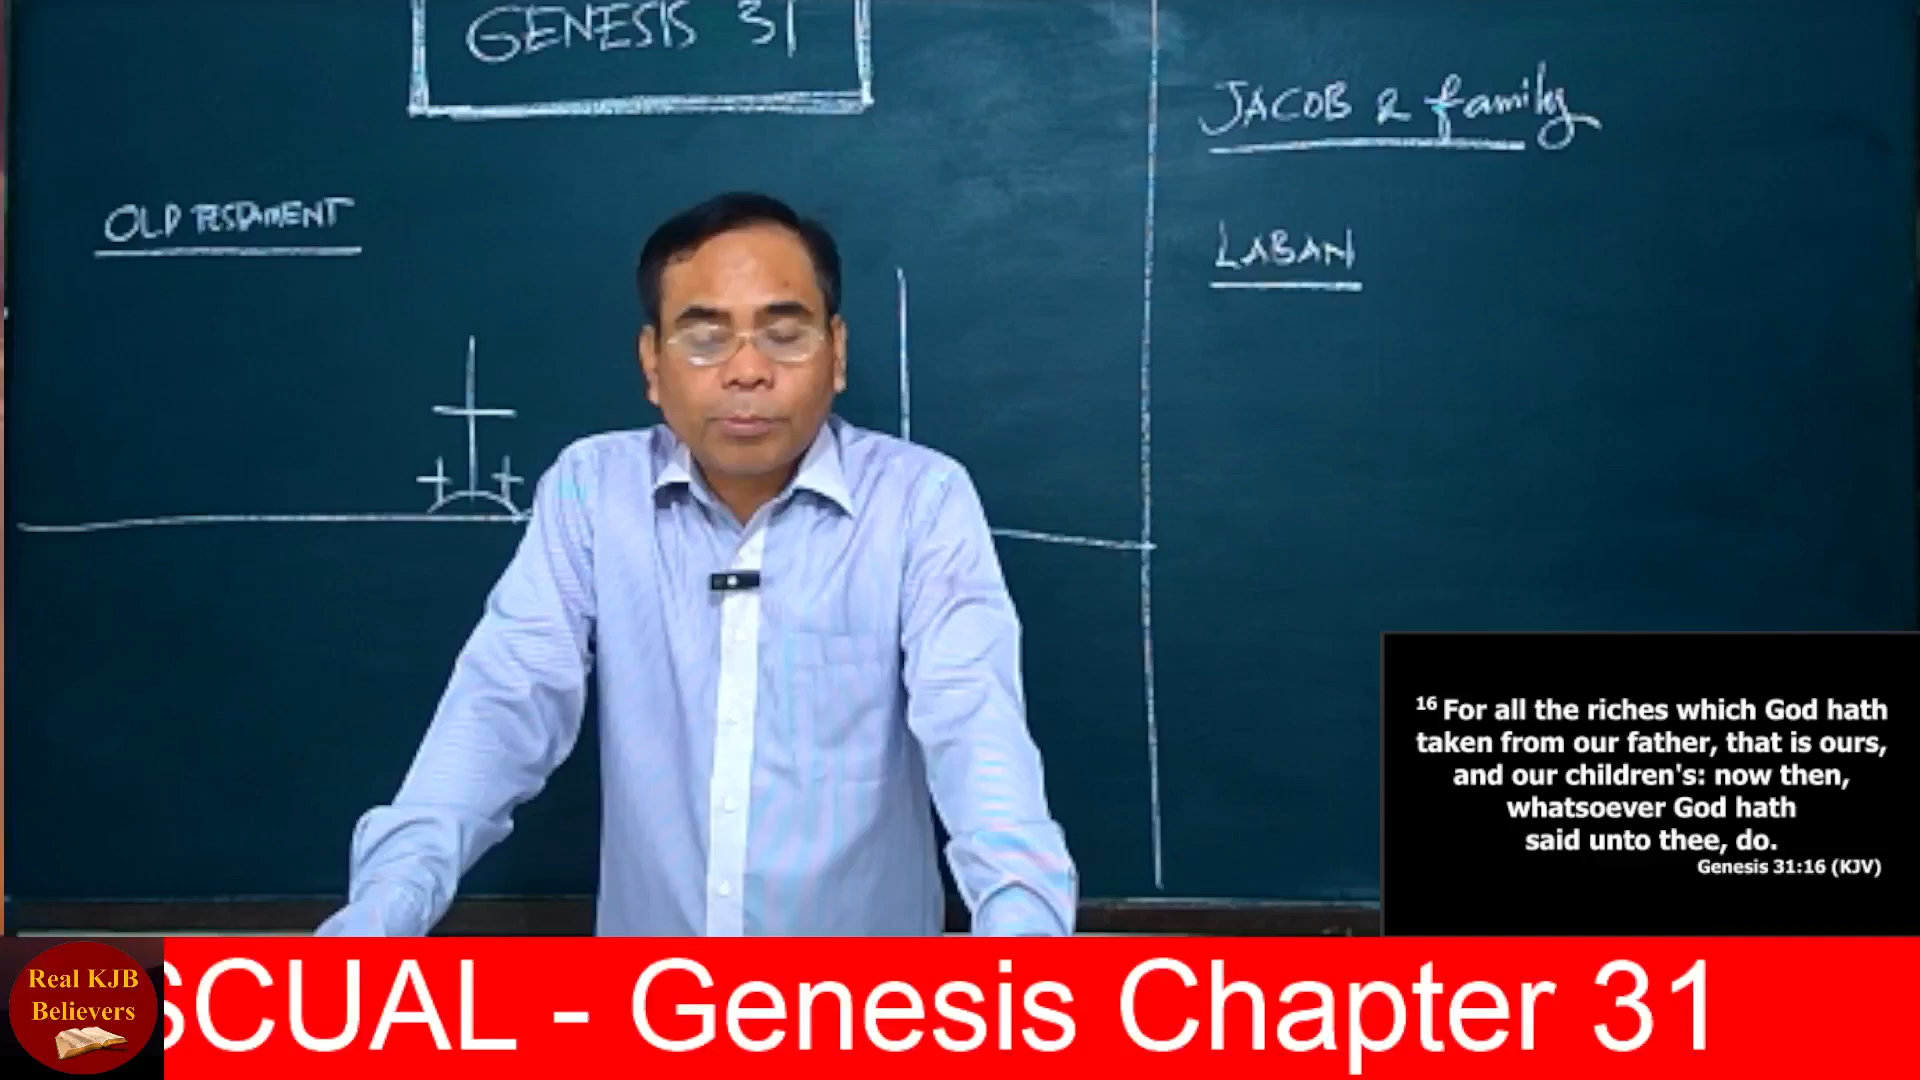 GENESIS 31
JACOB & family
OLD TESTAMENT
LABAN
16 For all the riches which God hath
taken from our father, that is ours,
and our children's: now then,
whatsoever God hath
said unto thee, do.
Genesis 31:16 (KJV)
Real KJB
Believers
SCUAL - Genesis Chapter 31